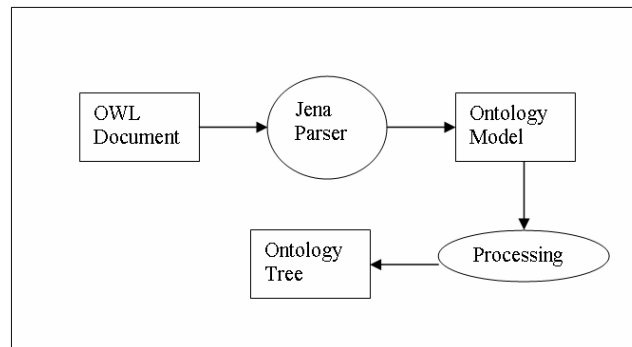 OWL
Document
Jena
Parser
Ontology
Model
Processing
Ontology
Tree